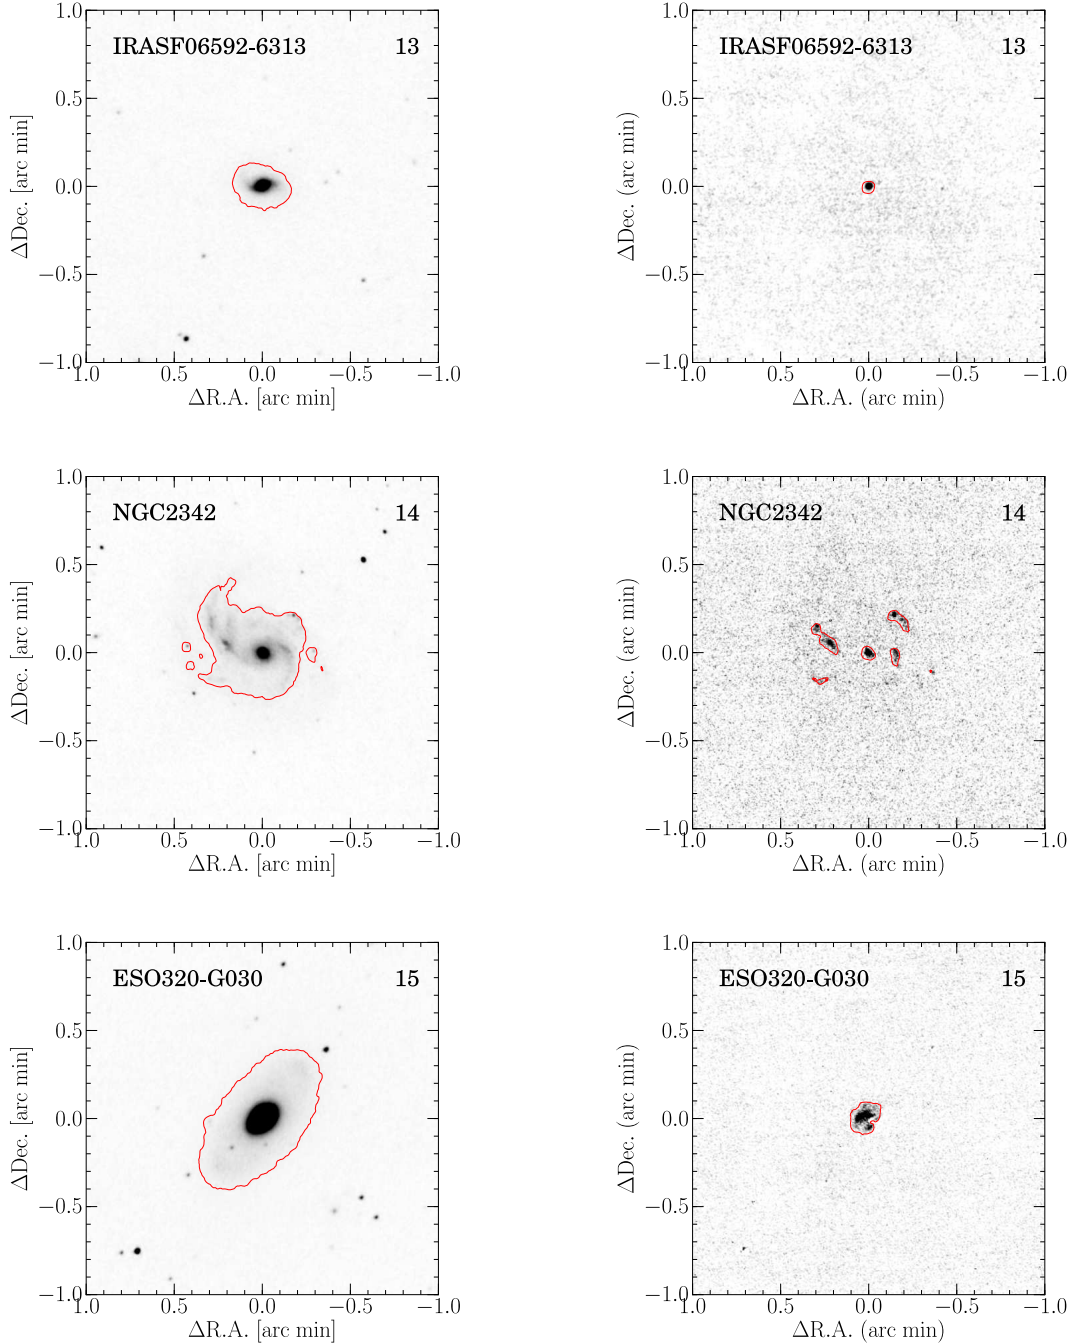 1.0
IRASF06592-6313 13
0.5
0.0
−0.5
−1.0
ΔDec. [arc min]
1.0 0.5 0.0 −0.5 −1.0
ΔR.A. [arc min]
1.0
IRASF06592-6313 13
0.5
0.0
−0.5
−1.0
ΔDec. (arc min)
1.0 0.5 0.0 −0.5 −1.0
ΔR.A. (arc min)
1.0
NGC2342 14
0.5
0.0
−0.5
−1.0
ΔDec. [arc min]
1.0 0.5 0.0 −0.5 −1.0
ΔR.A. [arc min]
1.0
NGC2342 14
0.5
0.0
−0.5
−1.0
ΔDec. (arc min)
1.0 0.5 0.0 −0.5 −1.0
ΔR.A. (arc min)
1.0
ESO320-G030 15
0.5
0.0
−0.5
−1.0
ΔDec. [arc min]
1.0 0.5 0.0 −0.5 −1.0
ΔR.A. [arc min]
1.0
ESO320-G030 15
0.5
0.0
−0.5
−1.0
ΔDec. (arc min)
1.0 0.5 0.0 −0.5 −1.0
ΔR.A. (arc min)